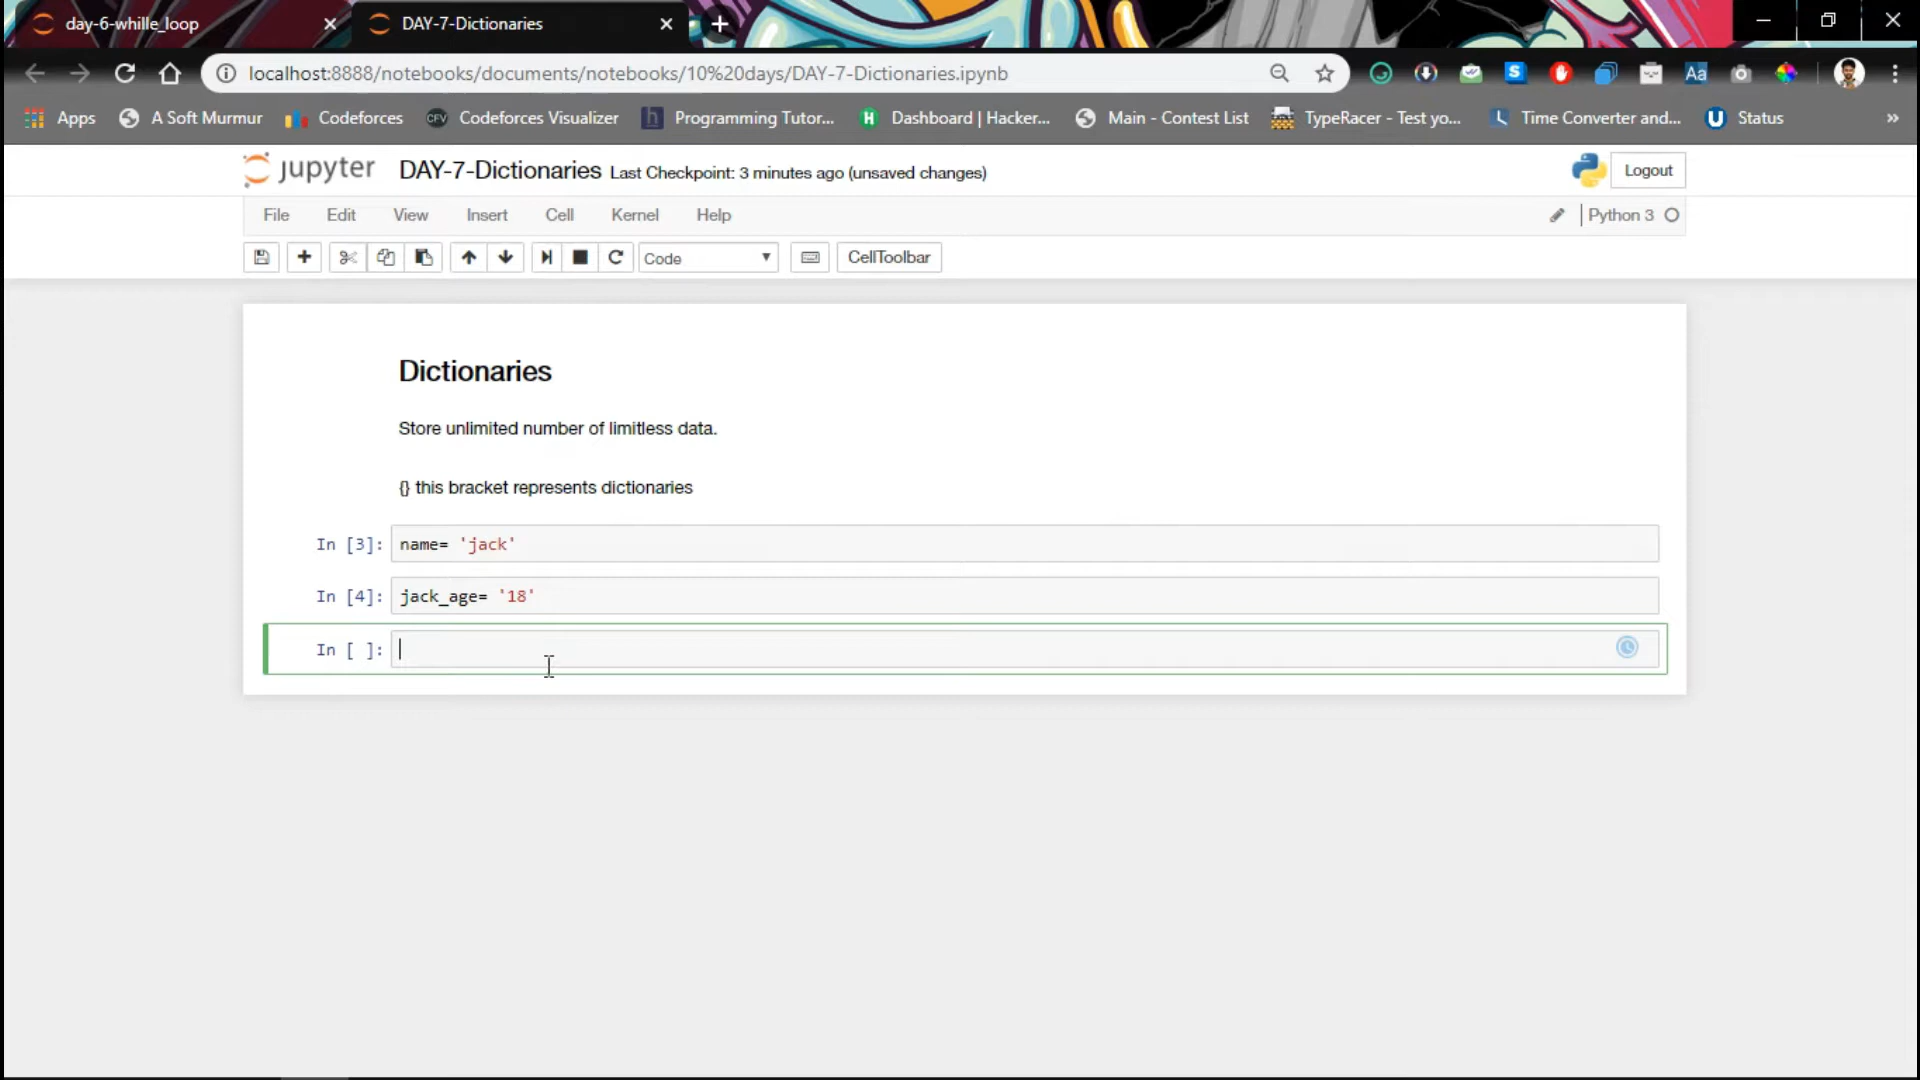 day-6-whille_loop
DAY-7-Dictionaries
localhost:8888/notebooks/documents/notebooks/10%20days/DAY-7-Dictionaries.ipynb
S
Aa
Apps
A Soft Murmur
Codeforces
CFV
Codeforces Visualizer
h
Programming Tutor...
H
Dashboard | Hacker...
Main - Contest List
TypeRacer - Test yo...
Time Converter and...
U
Status
»
jupyter
DAY-7-Dictionaries
Last Checkpoint: 3 minutes ago (unsaved changes)
Logout
File
Edit
View
Insert
Cell
Kernel
Help
Python 3
Code
CellToolbar
Dictionaries
Store unlimited number of limitless data.
{} this bracket represents dictionaries
In [3]: name= 'jack'
In [4]: jack_age= '18'
In [ ]: